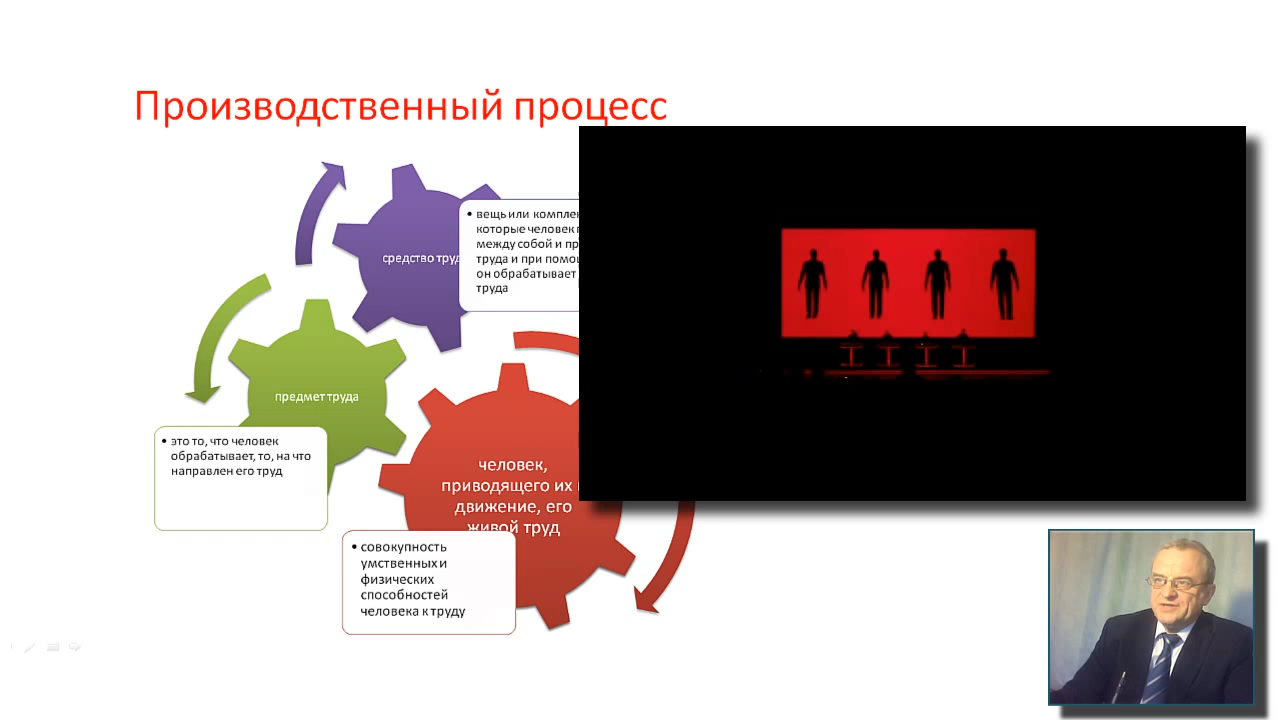 Производственный процесс
средство труд
• вещь или комплек
которые человек п
между собой и пр
труда и при помо
он обрабатывает
труда
предмет труда
• это то, что человек
обрабатывает, то, на что
направлен его труд
человек,
приводящего их
движение, его
живой труд
• совокупность
умственных и
физических
способностей
человека к труду